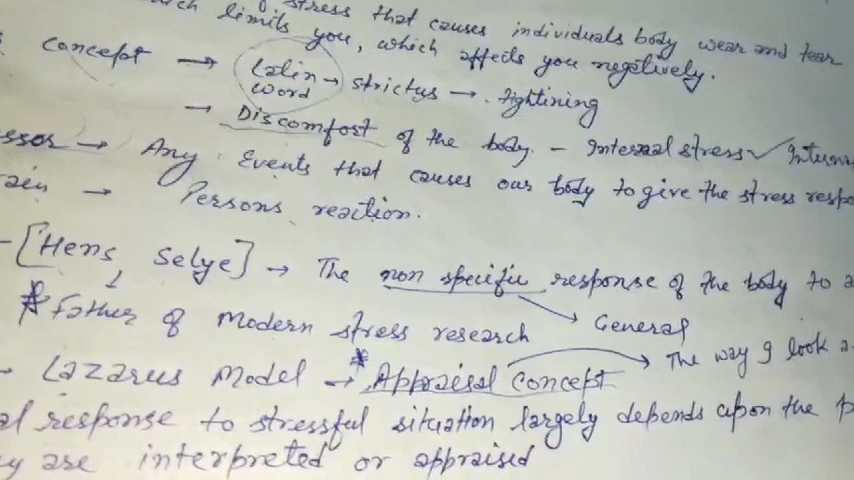 stress that causes individuals body wear and tear
limits you, which affects you negatively.
concept → Latin word → strictus → tightining
→ Discomfost of the body. - Internal stress ✓
→ Any Events that causes our body to give the stress
→ Persons reaction.
- [Hens Selye] → The non specific response of the body to
* Father of Modern stress research → General
- Lazarus Model → * Appraisal concept → The way I look
response to stressful situation largely depends upon the
are interpreted or appraised